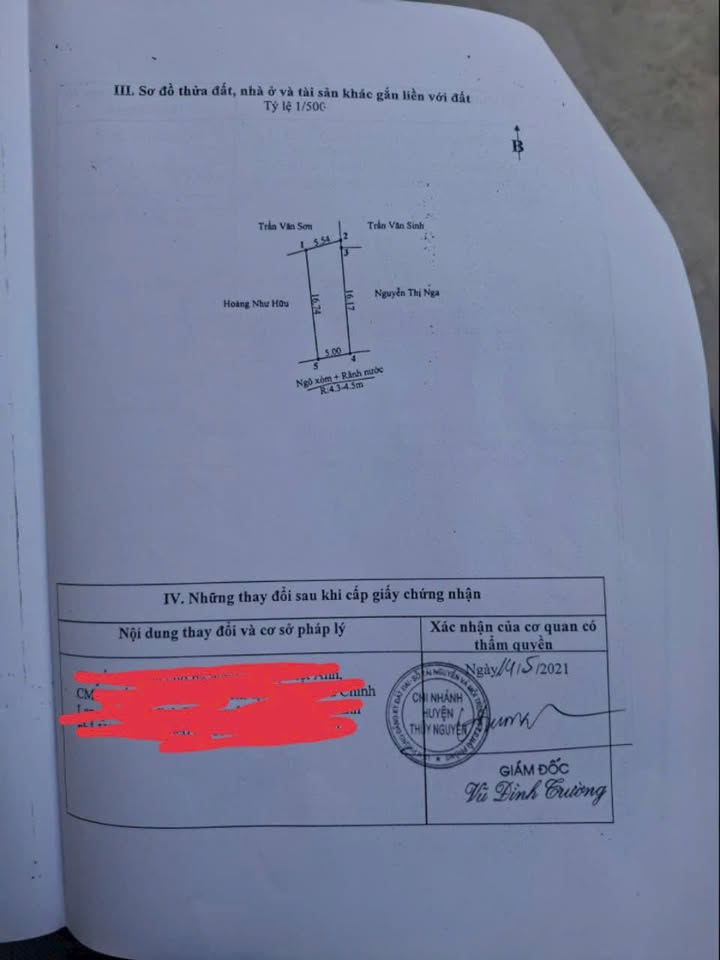 III. Sơ đồ thửa đất, nhà ở và tài sản khác gắn liền với đất
Tỷ lệ 1/500
B
Trần Văn Sơn
Trần Văn Sinh
1
5.54
2
3
Hoàng Như Hữu
16.74
16.17
Nguyễn Thị Nga
5
5.00
4
Ngõ xóm + Rãnh nước
R:4.3-4.5m
IV. Những thay đổi sau khi cấp giấy chứng nhận
Nội dung thay đổi và cơ sở pháp lý
Xác nhận của cơ quan có
thẩm quyền
Ngày 14/5/2021
CHI NHÁNH
HUYỆN
THỦY NGUYÊN
GIÁM ĐỐC
Vũ Đình Trường